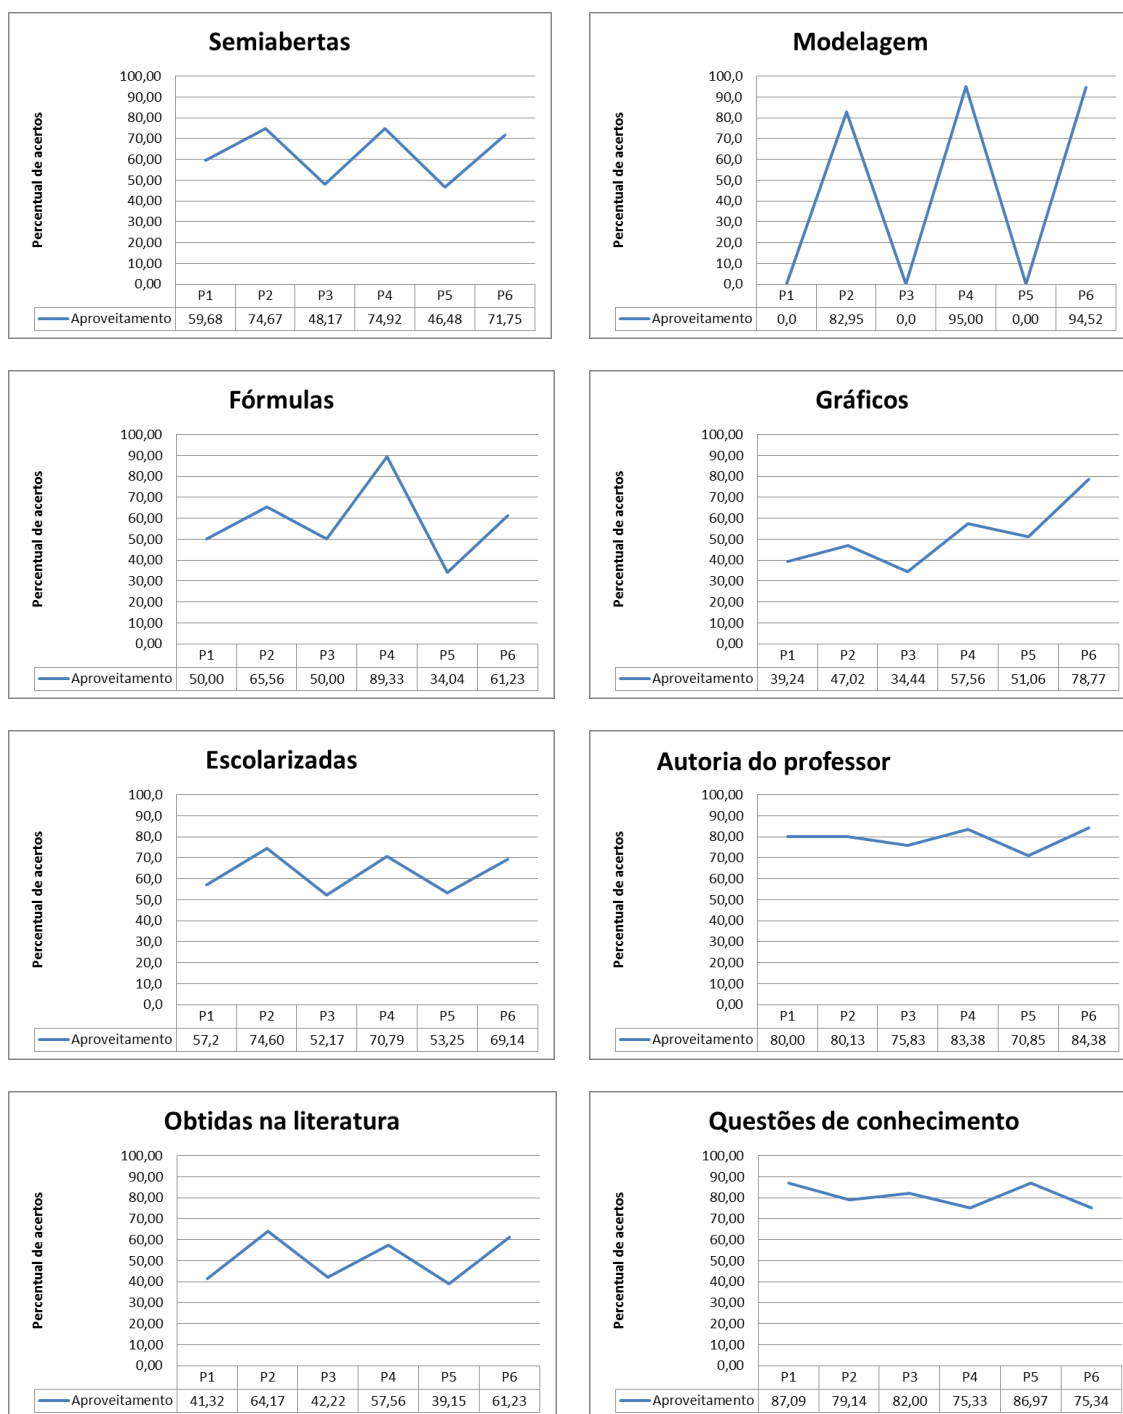 Semiabertas
Percentual de acertos
100,00
90,00
80,00
70,00
60,00
50,00
40,00
30,00
20,00
10,00
0,00
P1 P2 P3 P4 P5 P6
Aproveitamento 59,68 74,67 48,17 74,92 46,48 71,75
Modelagem
Percentual de acertos
100,0
90,0
80,0
70,0
60,0
50,0
40,0
30,0
20,0
10,0
0,0
P1 P2 P3 P4 P5 P6
Aproveitamento 0,0 82,95 0,0 95,00 0,00 94,52
Fórmulas
Percentual de acertos
100,00
90,00
80,00
70,00
60,00
50,00
40,00
30,00
20,00
10,00
0,00
P1 P2 P3 P4 P5 P6
Aproveitamento 50,00 65,56 50,00 89,33 34,04 61,23
Gráficos
Percentual de acertos
100,00
90,00
80,00
70,00
60,00
50,00
40,00
30,00
20,00
10,00
0,00
P1 P2 P3 P4 P5 P6
Aproveitamento 39,24 47,02 34,44 57,56 51,06 78,77
Escolarizadas
Percentual de acertos
100,0
90,0
80,0
70,0
60,0
50,0
40,0
30,0
20,0
10,0
0,0
P1 P2 P3 P4 P5 P6
Aproveitamento 57,2 74,60 52,17 70,79 53,25 69,14
Autoria do professor
Percentual de acertos
100,00
90,00
80,00
70,00
60,00
50,00
40,00
30,00
20,00
10,00
0,00
P1 P2 P3 P4 P5 P6
Aproveitamento 80,00 80,13 75,83 83,38 70,85 84,38
Obtidas na literatura
Percentual de acertos
100,00
90,00
80,00
70,00
60,00
50,00
40,00
30,00
20,00
10,00
0,00
P1 P2 P3 P4 P5 P6
Aproveitamento 41,32 64,17 42,22 57,56 39,15 61,23
Questões de conhecimento
Percentual de acertos
100,00
90,00
80,00
70,00
60,00
50,00
40,00
30,00
20,00
10,00
0,00
P1 P2 P3 P4 P5 P6
Aproveitamento 87,09 79,14 82,00 75,33 86,97 75,34